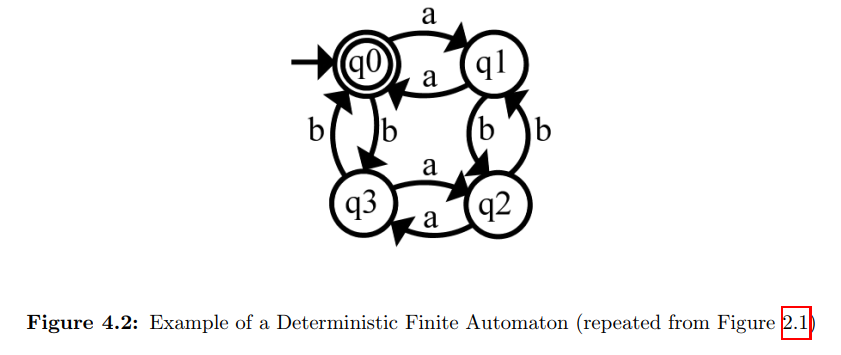 a
q0
q1
a
b
b
b
b
a
q3
q2
a
Figure 4.2: Example of a Deterministic Finite Automaton (repeated from Figure 2.1)